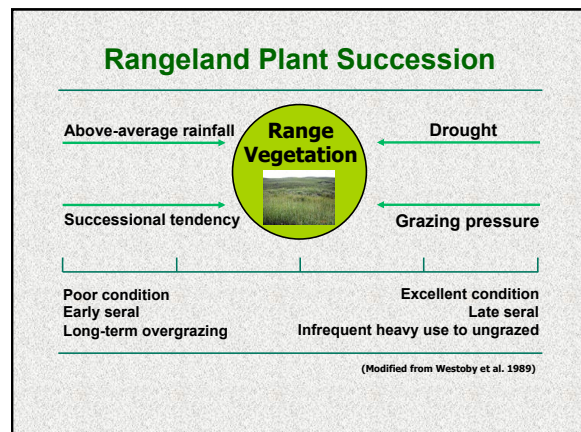 Rangeland Plant Succession
Above-average rainfall
Range
Vegetation
Drought
Successional tendency
Grazing pressure
Poor condition
Early seral
Long-term overgrazing
Excellent condition
Late seral
Infrequent heavy use to ungrazed
(Modified from Westoby et al. 1989)